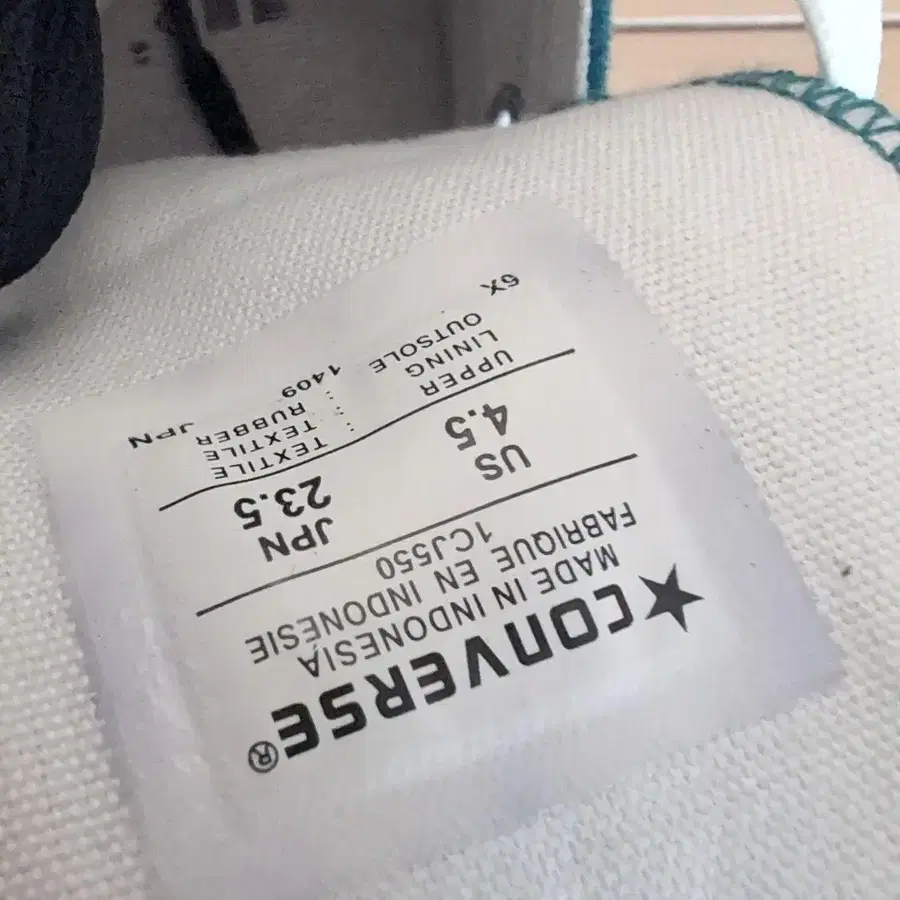 ★CONVERSE®
MADE IN INDONESIA
FABRIQUE EN INDONESIE
1CJ550
US JPN
4.5 23.5
UPPER : TEXTILE
LINING : TEXTILE
OUTSOLE : RUBBER
6X 1409 JPN